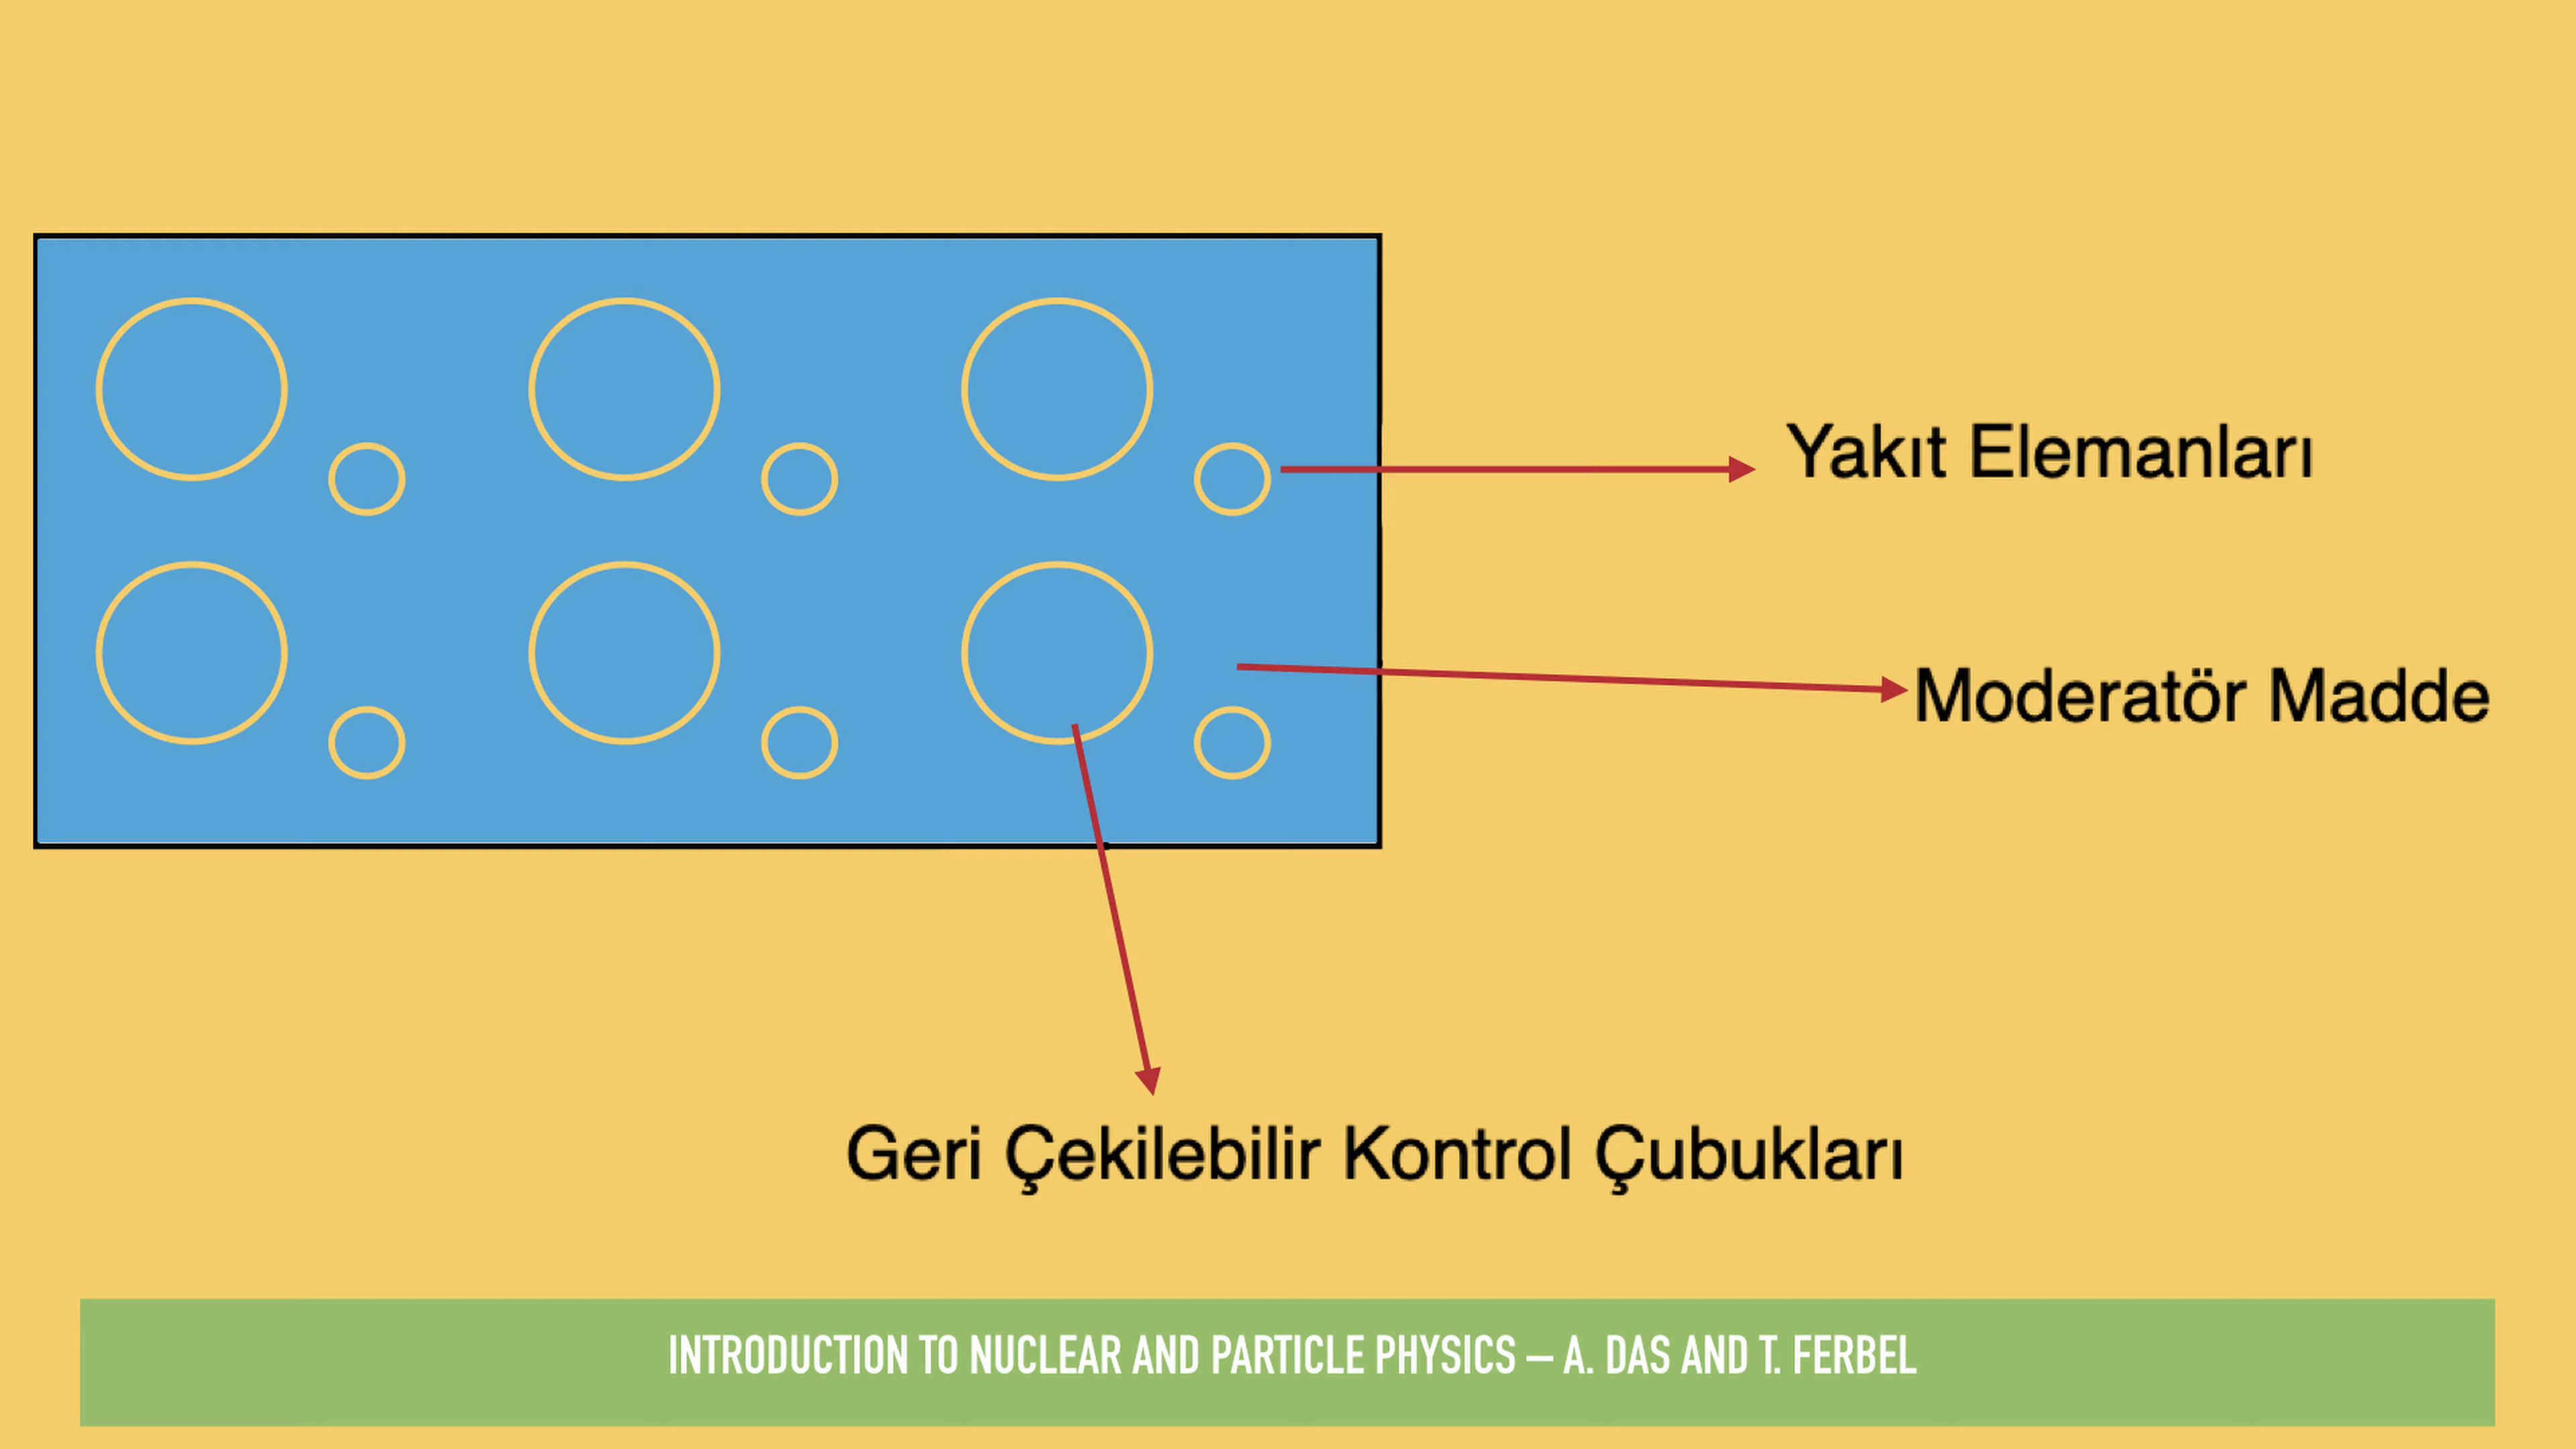 Yakıt Elemanları
Moderatör Madde
Geri Çekilebilir Kontrol Çubukları
INTRODUCTION TO NUCLEAR AND PARTICLE PHYSICS – A. DAS AND T. FERBEL